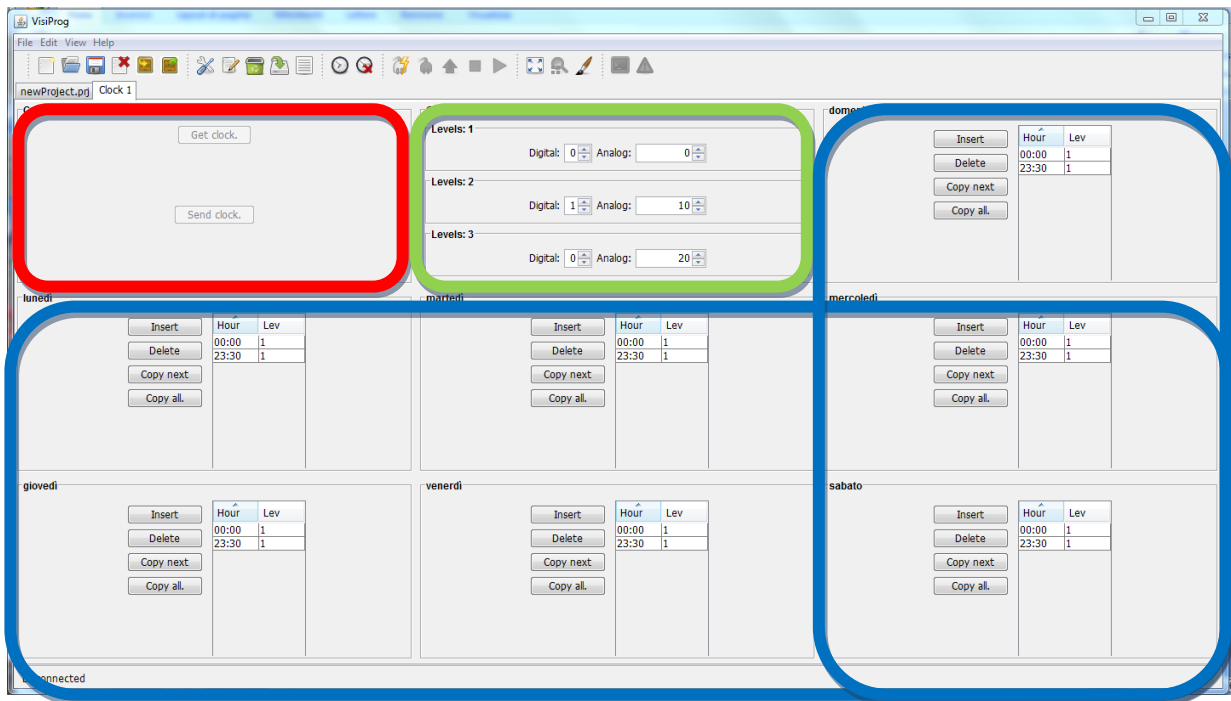 VisiProg
File Edit View Help
newProject.prj Clock 1
Get clock.
Send clock.
Levels: 1
Digital: 0 Analog: 0
Levels: 2
Digital: 1 Analog: 10
Levels: 3
Digital: 0 Analog: 20
Insert
Delete
Copy next
Copy all.
Hour Lev
00:00 1
23:30 1
lunedì
Insert
Delete
Copy next
Copy all.
Hour Lev
00:00 1
23:30 1
martedì
Insert
Delete
Copy next
Copy all.
Hour Lev
00:00 1
23:30 1
mercoledì
Insert
Delete
Copy next
Copy all.
Hour Lev
00:00 1
23:30 1
giovedì
Insert
Delete
Copy next
Copy all.
Hour Lev
00:00 1
23:30 1
venerdì
Insert
Delete
Copy next
Copy all.
Hour Lev
00:00 1
23:30 1
sabato
Insert
Delete
Copy next
Copy all.
Hour Lev
00:00 1
23:30 1